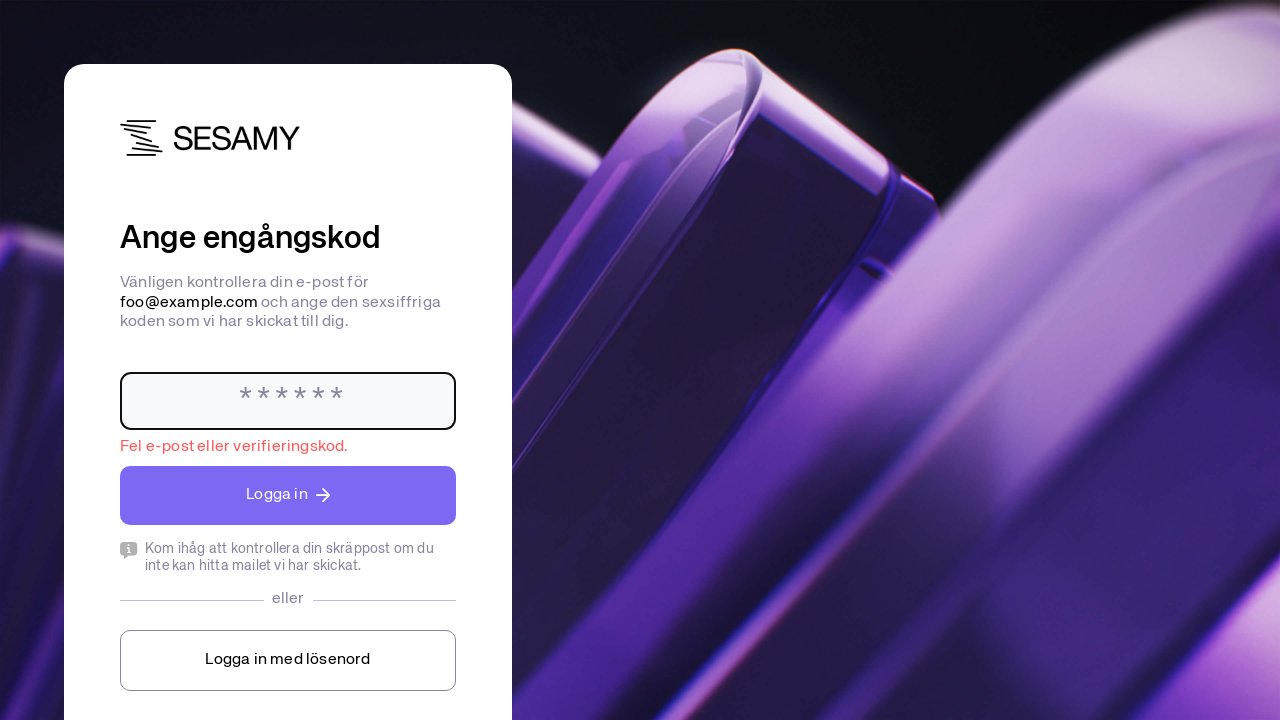 SESAMY
Ange engångskod
Vänligen kontrollera din e-post för
foo@example.com och ange den sexsiffriga
koden som vi har skickat till dig.
******
Fel e-post eller verifieringskod.
Logga in
Kom ihåg att kontrollera din skräppost om du
inte kan hitta mailet vi har skickat.
eller
Logga in med lösenord